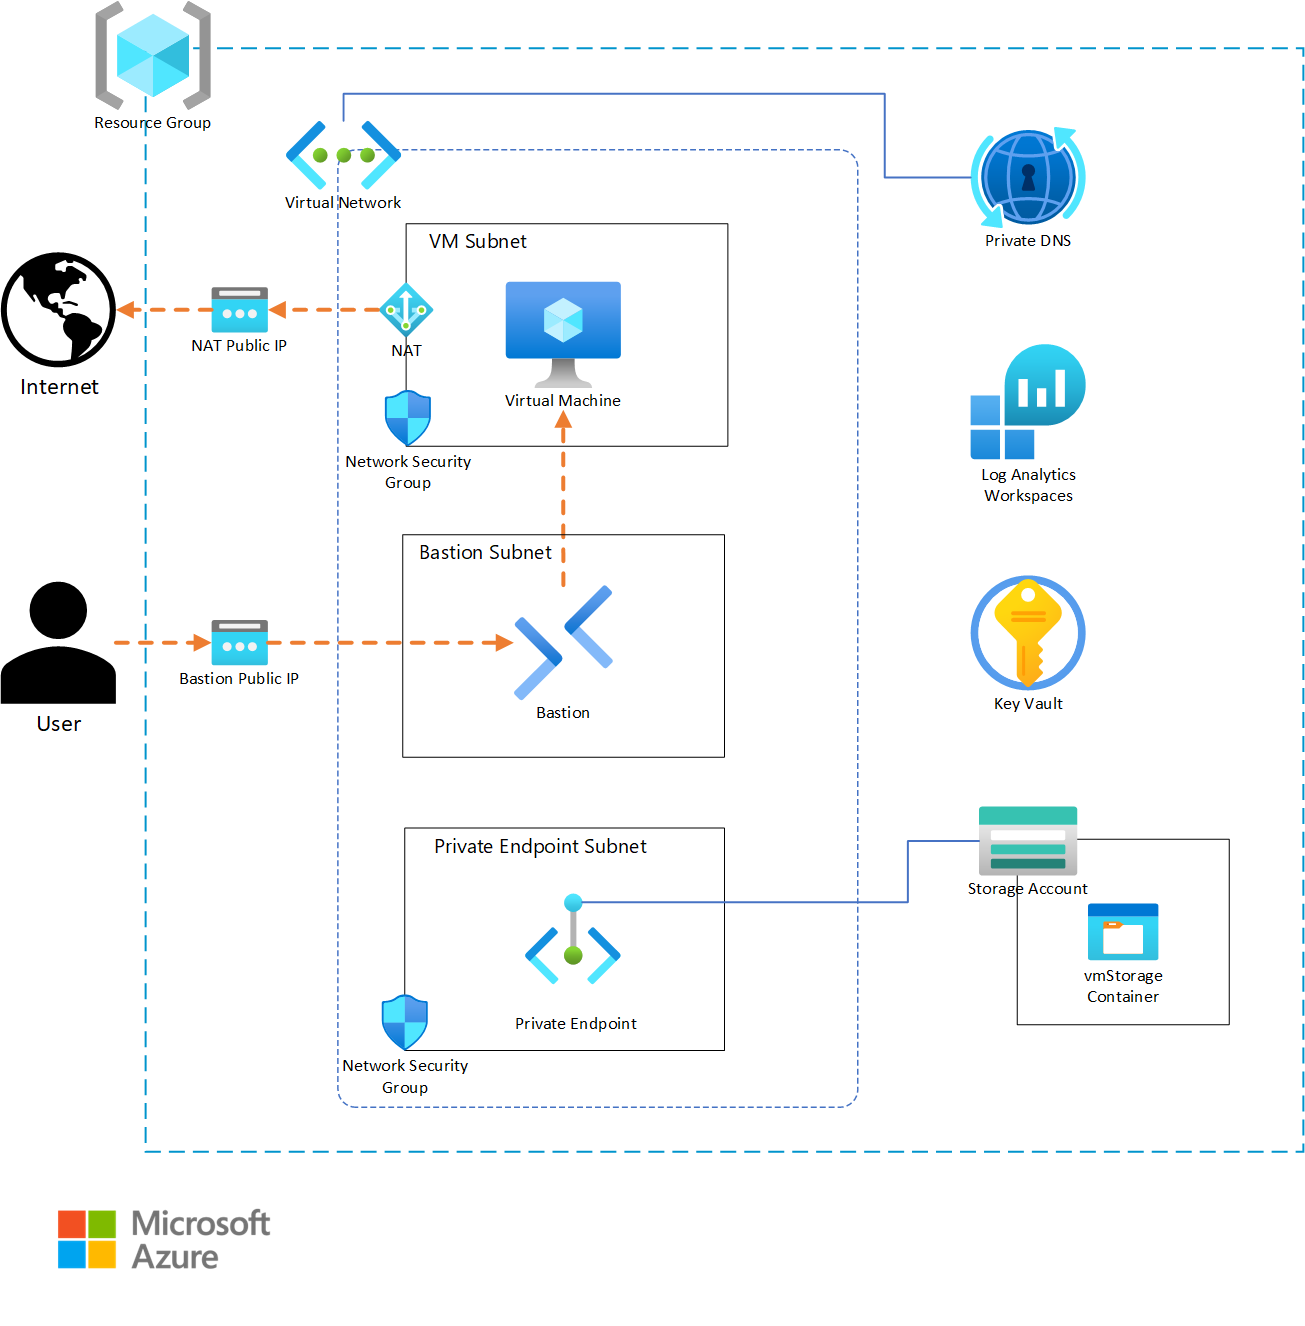 Resource Group
Virtual Network
Private DNS
VM Subnet
NAT Public IP
NAT
Internet
Virtual Machine
Network Security
Group
Log Analytics
Workspaces
Bastion Subnet
Bastion Public IP
User
Bastion
Key Vault
Private Endpoint Subnet
Storage Account
vmStorage
Container
Private Endpoint
Network Security
Group
Microsoft
Azure